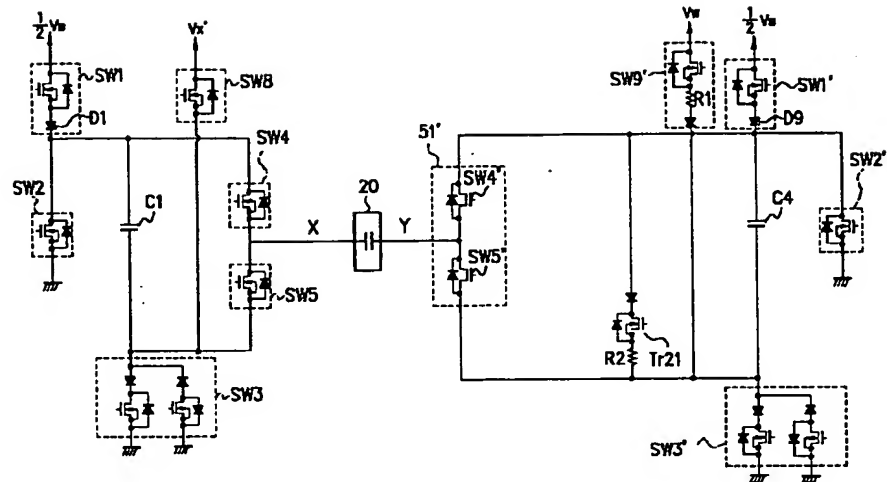 1/2 Vs
Vx'
Vw
1/2 Vs
SW1
SW8
SW9'
R1
SW1'
D1
D9
SW4
51'
SW2'
SW2
C1
20
SW4'
C4
X
Y
SW5
SW5'
R2
Tr21
SW3
SW3'